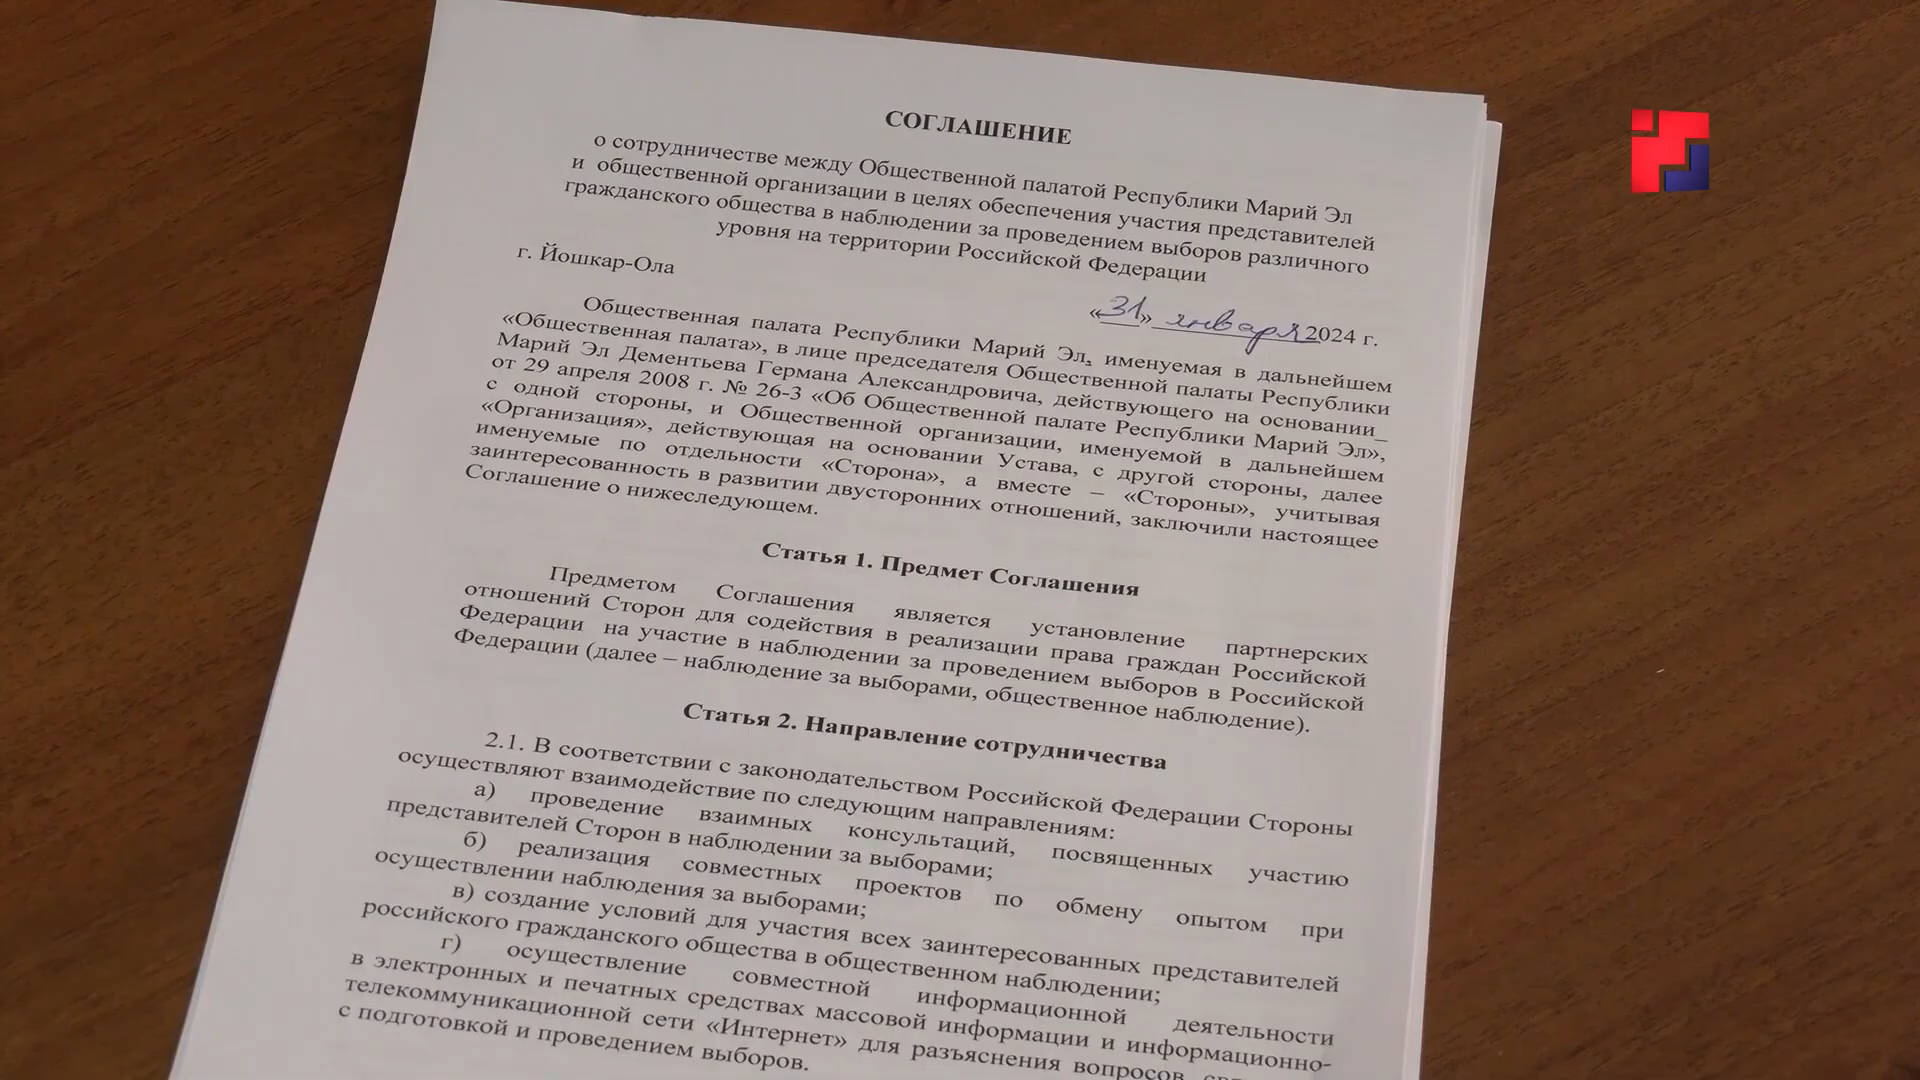 СОГЛАШЕНИЕ
о сотрудничестве между Общественной палатой Республики Марий Эл
и общественной организации в целях обеспечения участия представителей
гражданского общества в наблюдении за проведением выборов различного
уровня на территории Российской Федерации
г. Йошкар-Ола
«31» января 2024 г.
Общественная палата Республики Марий Эл, именуемая в дальнейшем
«Общественная палата», в лице председателя Общественной палаты Республики
Марий Эл Дементьева Германа Александровича, действующего на основании_
от 29 апреля 2008 г. № 26-З «Об Общественной палате Республики Марий Эл»,
с одной стороны, и Общественной организации, именуемой в дальнейшем
«Организация», действующая на основании Устава, с другой стороны, далее
именуемые по отдельности «Сторона», а вместе – «Стороны», учитывая
заинтересованность в развитии двусторонних отношений, заключили настоящее
Соглашение о нижеследующем.
Статья 1. Предмет Соглашения
Предметом Соглашения является установление партнерских
отношений Сторон для содействия в реализации права граждан Российской
Федерации на участие в наблюдении за проведением выборов в Российской
Федерации (далее – наблюдение за выборами, общественное наблюдение).
Статья 2. Направление сотрудничества
2.1. В соответствии с законодательством Российской Федерации Стороны
осуществляют взаимодействие по следующим направлениям:
а) проведение взаимных консультаций, посвященных участию
представителей Сторон в наблюдении за выборами;
б) реализация совместных проектов по обмену опытом при
осуществлении наблюдения за выборами;
в) создание условий для участия всех заинтересованных представителей
российского гражданского общества в общественном наблюдении;
г) осуществление совместной информационной деятельности
в электронных и печатных средствах массовой информации и информационно-
телекоммуникационной сети «Интернет» для разъяснения вопросов,
с подготовкой и проведением выборов.